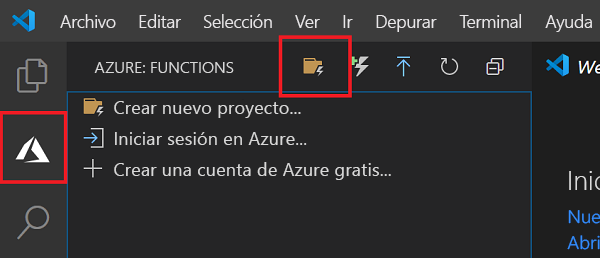 Archivo Editar Selección Ver Ir Depurar Terminal Ayuda
AZURE: FUNCTIONS
We
Crear nuevo proyecto...
Iniciar sesión en Azure...
Crear una cuenta de Azure gratis...
Inic
Nue
Abri